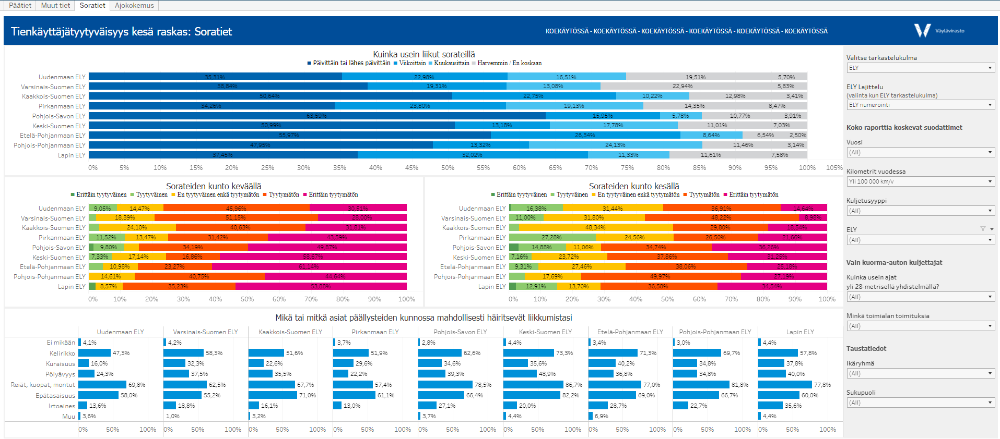 Päätiet Muut tiet Soratiet Ajokokemus
Tienkäyttäjätyytyväisyys kesä raskas: Soratiet
KOEKÄYTÖSSÄ - KOEKÄYTÖSSÄ - KOEKÄYTÖSSÄ - KOEKÄYTÖSSÄ - KOEKÄYTÖSSÄ - KOEKÄYTÖSSÄ
Väylävirasto
Kuinka usein liikut sorateillä
Päivittäin tai lähes päivittäin Viikoittain Kuukausittain Harvemmin / En koskaan
Uudenmaan ELY 35,31% 22,98% 16,51% 19,51% 5,70%
Varsinais-Suomen ELY 38,84% 19,31% 13,08% 22,94% 5,83%
Kaakkois-Suomen ELY 50,64% 22,75% 10,22% 12,98% 3,41%
Pirkanmaan ELY 34,26% 23,80% 19,13% 14,35% 8,47%
Pohjois-Savon ELY 63,59% 15,95% 5,78% 10,77% 3,91%
Keski-Suomen ELY 50,99% 13,18% 17,78% 11,01% 7,03%
Etelä-Pohjanmaan ELY 55,97% 26,34% 8,64% 6,54% 2,50%
Pohjois-Pohjanmaan ELY 47,95% 13,32% 24,13% 11,46% 3,14%
Lapin ELY 37,45% 32,02% 11,33% 11,61% 7,58%
0% 5% 10% 15% 20% 25% 30% 35% 40% 45% 50% 55% 60% 65% 70% 75% 80% 85% 90% 95% 100% 105%
Sorateiden kunto keväällä
Erittäin tyytyväinen Tyytyväinen En tyytyväinen enkä tyytymätön Tyytymätön Erittäin tyytymätön
Uudenmaan ELY 9,05% 14,47% 45,96% 30,51%
Varsinais-Suomen ELY 18,39% 51,15% 28,00%
Kaakkois-Suomen ELY 24,10% 40,63% 31,81%
Pirkanmaan ELY 11,52% 13,47% 31,42% 43,59%
Pohjois-Savon ELY 9,80% 34,19% 49,87%
Keski-Suomen ELY 7,33% 17,14% 16,86% 58,67%
Etelä-Pohjanmaan ELY 10,98% 23,27% 61,14%
Pohjois-Pohjanmaan ELY 14,61% 40,75% 44,64%
Lapin ELY 8,57% 35,23% 53,88%
0% 10% 20% 30% 40% 50% 60% 70% 80% 90% 100%
Sorateiden kunto kesällä
Erittäin tyytyväinen Tyytyväinen En tyytyväinen enkä tyytymätön Tyytymätön Erittäin tyytymätön
Uudenmaan ELY 16,38% 31,44% 36,91% 14,64%
Varsinais-Suomen ELY 11,00% 31,80% 48,22% 8,98%
Kaakkois-Suomen ELY 48,34% 29,80% 18,54%
Pirkanmaan ELY 27,28% 24,56% 26,50% 21,66%
Pohjois-Savon ELY 14,88% 11,06% 34,74% 36,26%
Keski-Suomen ELY 7,16% 23,72% 37,86% 31,25%
Etelä-Pohjanmaan ELY 9,31% 27,46% 38,06% 25,18%
Pohjois-Pohjanmaan ELY 17,69% 49,97% 27,19%
Lapin ELY 12,91% 13,70% 36,58% 34,54%
0% 10% 20% 30% 40% 50% 60% 70% 80% 90% 100%
Mikä tai mitkä asiat päällysteiden kunnossa mahdollisesti häiritsevät liikkumistasi
Uudenmaan ELY Varsinais-Suomen ELY Kaakkois-Suomen ELY Pirkanmaan ELY Pohjois-Savon ELY Keski-Suomen ELY Etelä-Pohjanmaan ELY Pohjois-Pohjanmaan ELY Lapin ELY
Ei mikään 4,1% 4,2% 3,7% 2,8% 4,4% 3,4% 3,0% 4,4%
Kelirikko 47,3% 58,3% 51,6% 51,9% 62,6% 73,3% 71,3% 69,7% 57,8%
Kuraisuus 16,0% 32,3% 22,6% 29,6% 34,6% 35,6% 40,2% 34,8% 37,8%
Pölyävyys 24,3% 37,5% 35,5% 22,2% 39,3% 48,9% 36,8% 34,8% 40,0%
Reiät, kuopat, montut 69,8% 62,5% 67,7% 57,4% 78,5% 86,7% 77,0% 81,8% 77,8%
Epätasaisuus 58,0% 55,2% 71,0% 61,1% 66,4% 82,2% 69,0% 66,7% 60,0%
Irtoaines 13,6% 18,8% 16,1% 13,0% 27,1% 20,0% 28,7% 22,7% 35,6%
Muu 3,6% 1,0% 3,2% 3,7% 4,4% 6,9% 4,4%
0% 50% 100% 0% 50% 100% 0% 50% 100% 0% 50% 100% 0% 50% 100% 0% 50% 100% 0% 50% 100% 0% 50% 100% 0% 50% 100%
Valitse tarkastelukulma
ELY
ELY Lajittelu
(valinta kun ELY tarkastelukulma)
ELY numerointi
Koko raporttia koskevat suodattimet
Vuosi
(All)
Kilometrit vuodessa
Yli 100 000 km/v
Kuljetusyyppi
(All)
ELY
(All)
Vain kuorma-auton kuljettajat
Kuinka usein ajat
yli 28-metrisellä yhdistelmällä?
(All)
Minkä toimialan toimituksia
(All)
Taustatiedot
Ikäryhmä
(All)
Sukupuoli
(All)